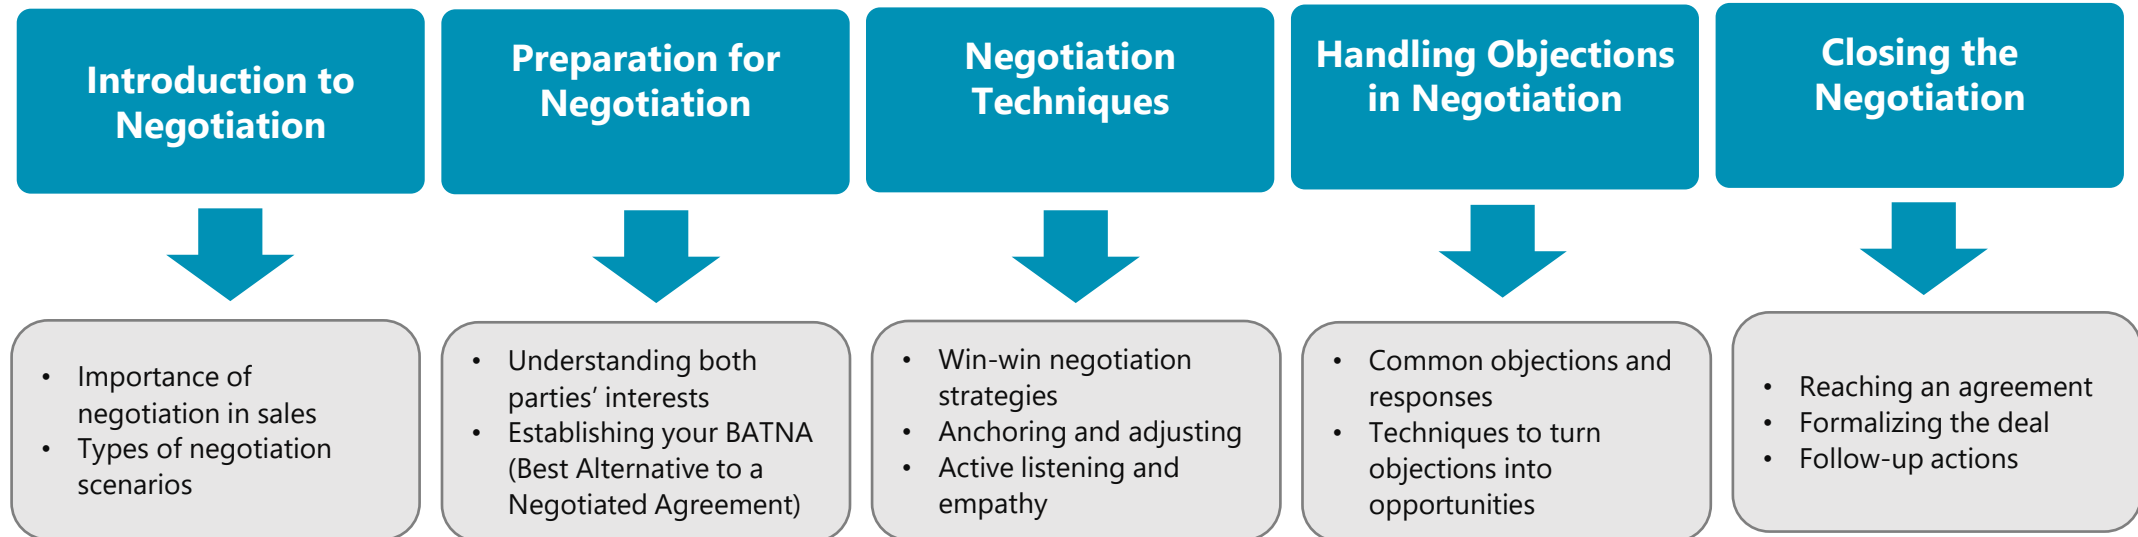 Introduction to
Negotiation
Preparation for
Negotiation
Negotiation
Techniques
Handling Objections
in Negotiation
Closing the
Negotiation
• Importance of
negotiation in sales
• Types of negotiation
scenarios
• Understanding both
parties’ interests
• Establishing your BATNA
(Best Alternative to a
Negotiated Agreement)
• Win-win negotiation
strategies
• Anchoring and adjusting
• Active listening and
empathy
• Common objections and
responses
• Techniques to turn
objections into
opportunities
• Reaching an agreement
• Formalizing the deal
• Follow-up actions